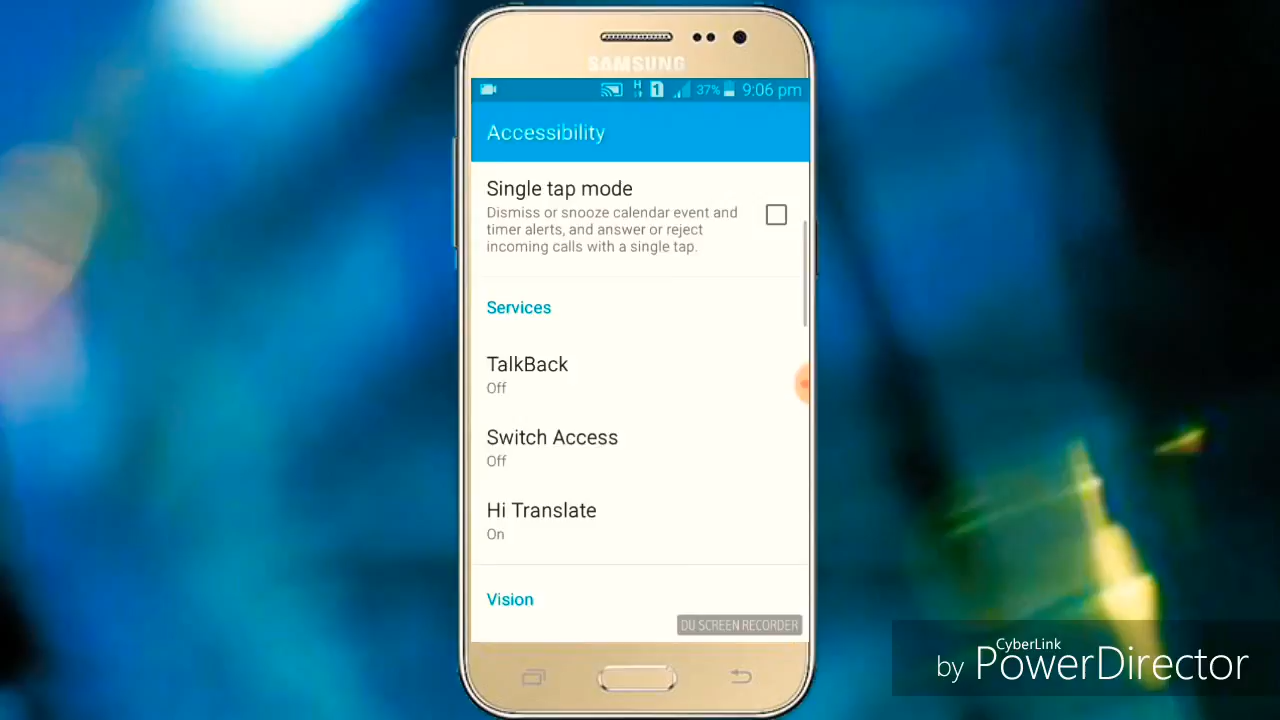 SAMSUNG
H
1
37%
9:06 pm
Accessibility
Single tap mode
Dismiss or snooze calendar event and
timer alerts, and answer or reject
incoming calls with a single tap.
Services
TalkBack
Off
Switch Access
Off
Hi Translate
On
Vision
DU SCREEN RECORDER
CyberLink
by PowerDirector